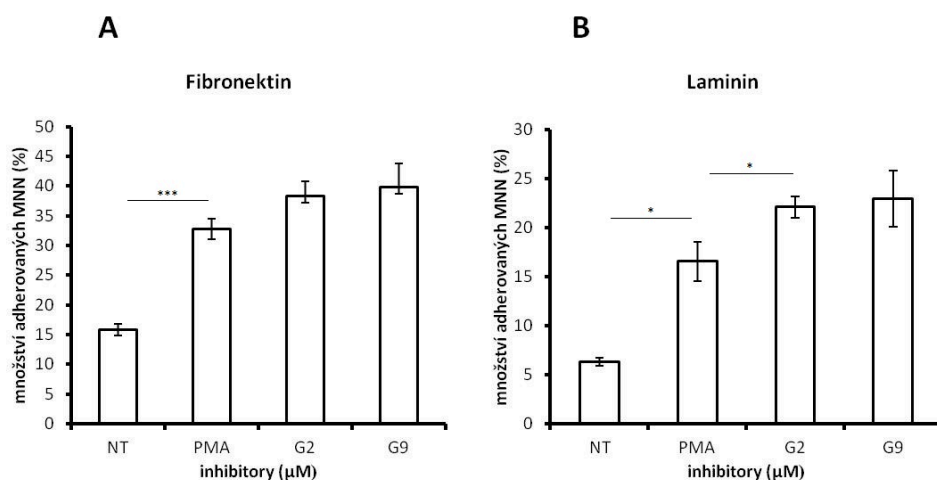 A
Fibronektin
množství adherovaných MNN (%)
50
45
40
35
30
25
20
15
10
5
0
***
NT PMA G2 G9
inhibitory (µM)
B
Laminin
množství adherovaných MNN (%)
30
25
20
15
10
5
0
*
*
NT PMA G2 G9
inhibitory (µM)